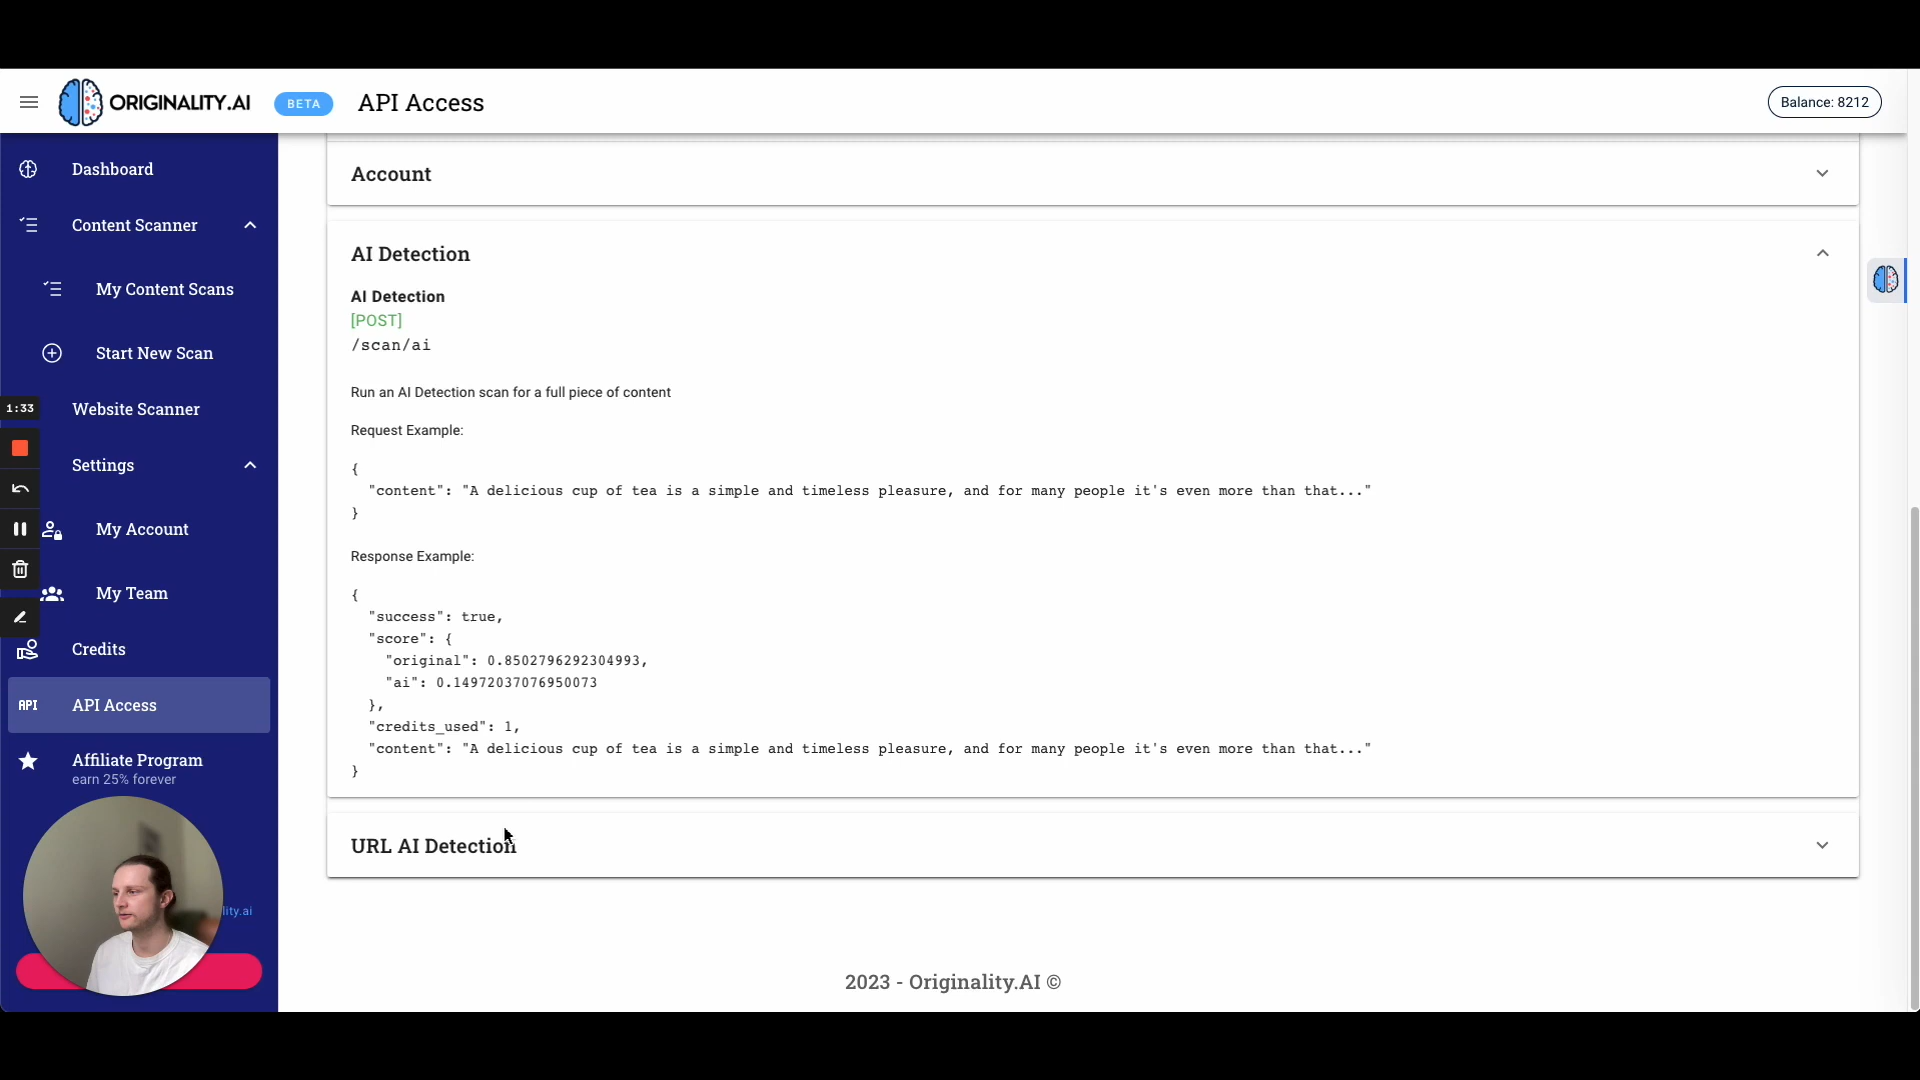 ORIGINALITY.AI
BETA
API Access
Balance: 8212
Dashboard
Content Scanner
My Content Scans
Start New Scan
Website Scanner
1:33
Settings
My Account
My Team
Credits
API
API Access
Affiliate Program
earn 25% forever
lity.ai
Account
AI Detection
AI Detection
[POST]
/scan/ai
Run an AI Detection scan for a full piece of content
Request Example:
{
"content": "A delicious cup of tea is a simple and timeless pleasure, and for many people it's even more than that..."
}
Response Example:
{
"success": true,
"score": {
"original": 0.8502796292304993,
"ai": 0.14972037076950073
},
"credits_used": 1,
"content": "A delicious cup of tea is a simple and timeless pleasure, and for many people it's even more than that..."
}
URL AI Detection
2023 - Originality.AI ©